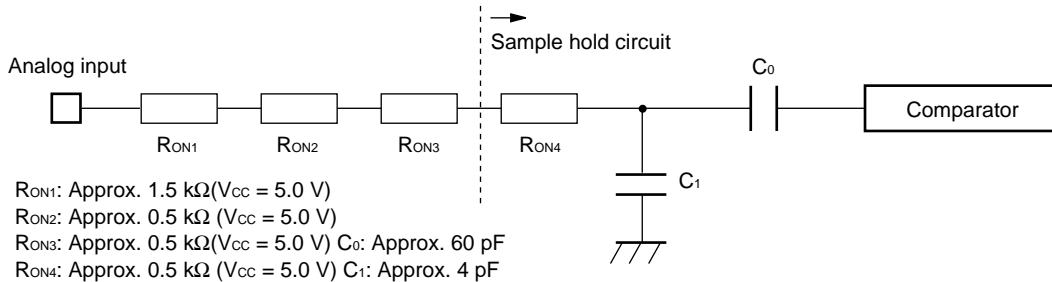 Sample hold circuit
Analog input
C0
Comparator
RON1 RON2 RON3 RON4
C1
RON1: Approx. 1.5 kΩ(VCC = 5.0 V)
RON2: Approx. 0.5 kΩ (VCC = 5.0 V)
RON3: Approx. 0.5 kΩ(VCC = 5.0 V) C0: Approx. 60 pF
RON4: Approx. 0.5 kΩ (VCC = 5.0 V) C1: Approx. 4 pF